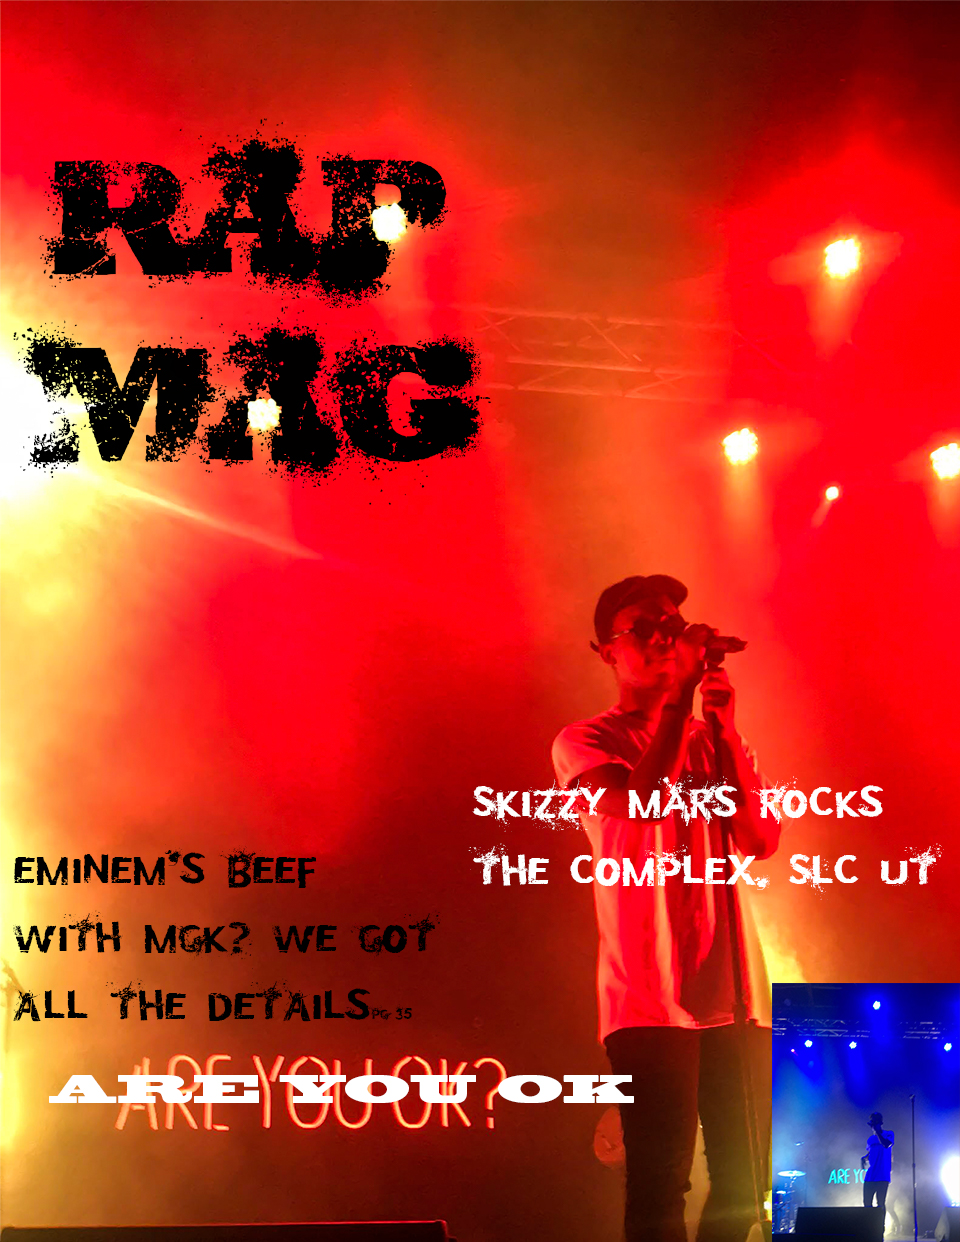 RAP
MAG
SKIZZY MARS ROCKS
THE COMPLEX, SLC UT
EMINEM'S BEEF
WITH MGK? WE GOT
ALL THE DETAILS PG 35
ARE YOU OK?
ARE YOU OK
ARE YO